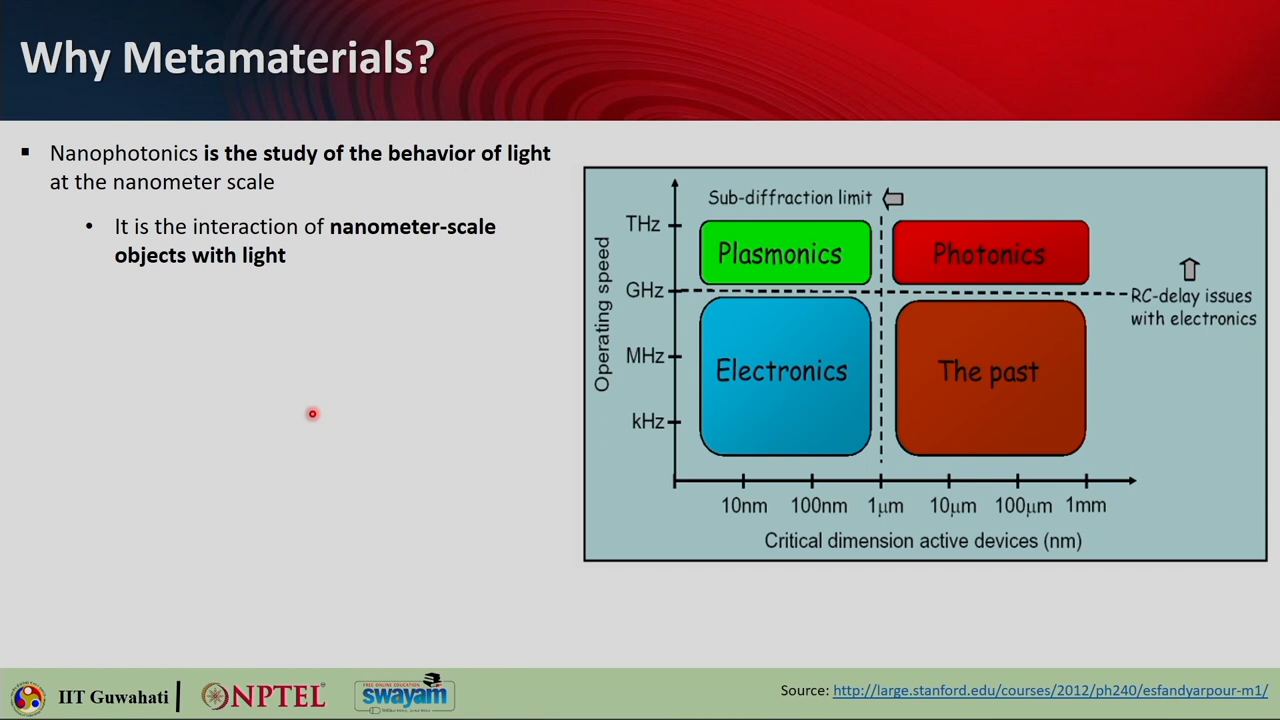 Why Metamaterials?
▪ Nanophotonics is the study of the behavior of light
at the nanometer scale
• It is the interaction of nanometer-scale
objects with light
Sub-diffraction limit
THz
Plasmonics
Photonics
GHz
RC-delay issues
with electronics
Operating speed
MHz
Electronics
The past
kHz
10nm 100nm 1μm 10μm 100μm 1mm
Critical dimension active devices (nm)
IIT Guwahati
NPTEL
FREE ONLINE EDUCATION
swayam
Source: http://large.stanford.edu/courses/2012/ph240/esfandyarpour-m1/